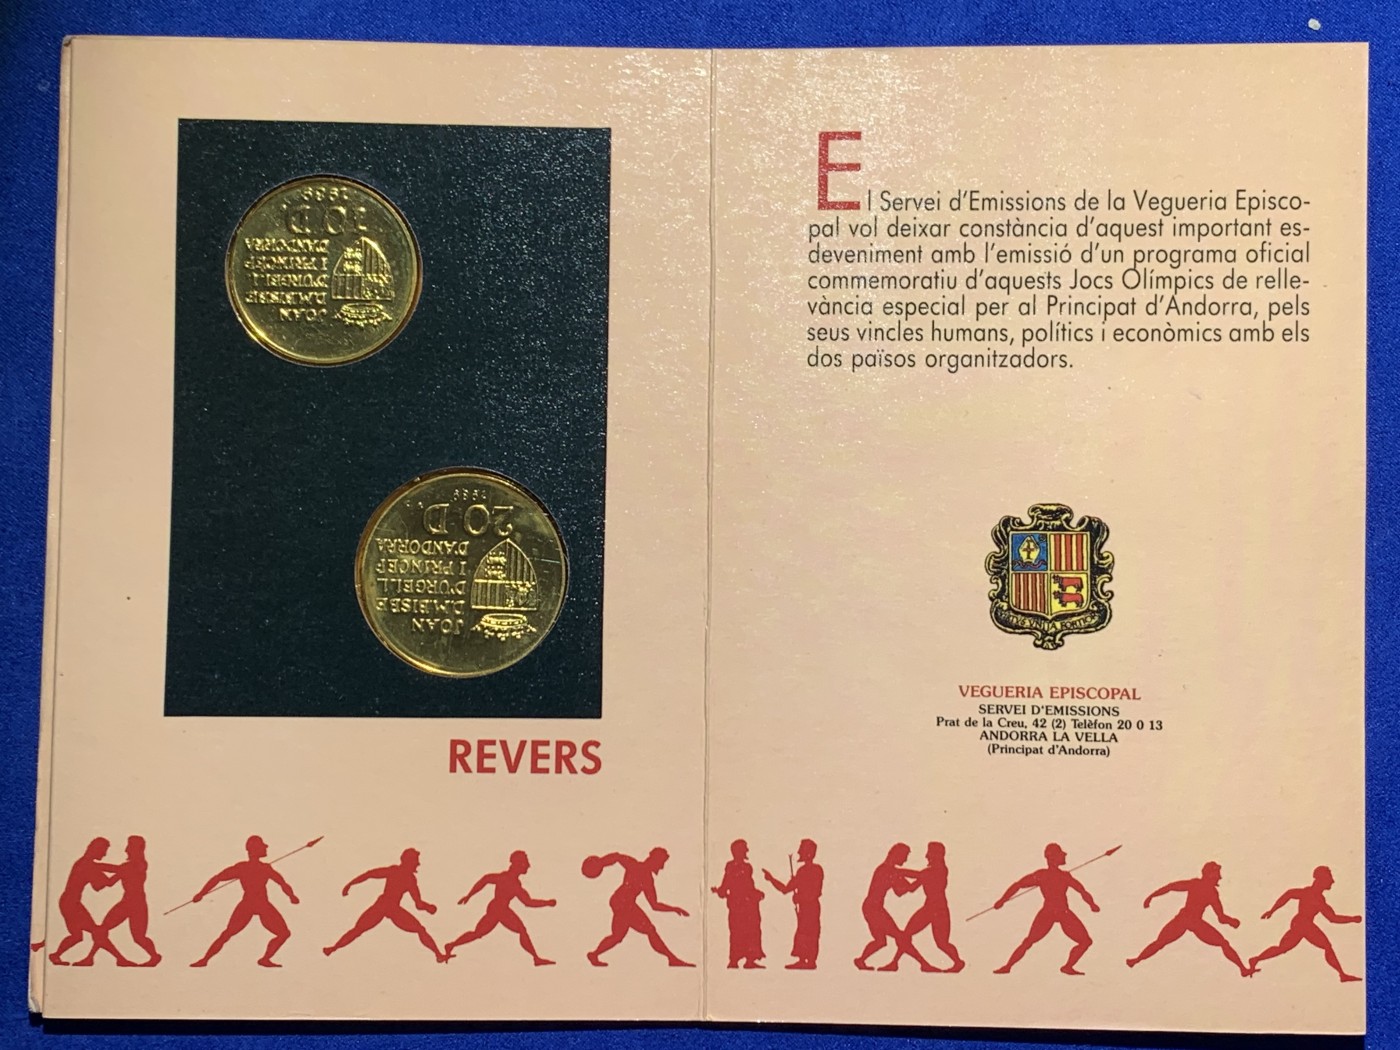 1989
10 D
JOAN
D.M.BISBE
D'URGELL
I PRINCEP
D'ANDORRA
1989
20 D
JOAN
D.M.BISBE
D'URGELL
I PRINCEP
D'ANDORRA
REVERS
El Servei d'Emissions de la Vegueria Episco-
pal vol deixar constància d'aquest important es-
deveniment amb l'emissió d'un programa oficial
commemoratiu d'aquests Jocs Olímpics de relle-
vància especial per al Principat d'Andorra, pels
seus vincles humans, polítics i econòmics amb els
dos països organitzadors.
VEGUERIA EPISCOPAL
SERVEI D'EMISSIONS
Prat de la Creu, 42 (2) Telèfon 20 0 13
ANDORRA LA VELLA
(Principat d'Andorra)